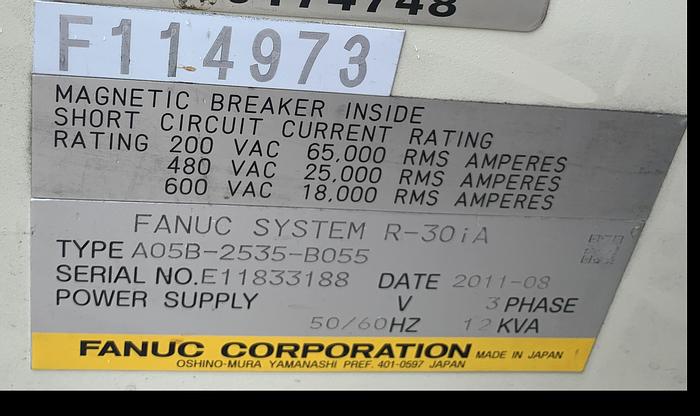 F114973
MAGNETIC BREAKER INSIDE
SHORT CIRCUIT CURRENT RATING
RATING 200 VAC 65,000 RMS AMPERES
480 VAC 25,000 RMS AMPERES
600 VAC 18,000 RMS AMPERES
FANUC SYSTEM R-30iA
TYPE A05B-2535-B055
SERIAL NO.E11833188 DATE 2011-08
POWER SUPPLY V 3 PHASE
50/60HZ 12 KVA
FANUC CORPORATION MADE IN JAPAN
OSHINO-MURA YAMANASHI PREF. 401-0597 JAPAN